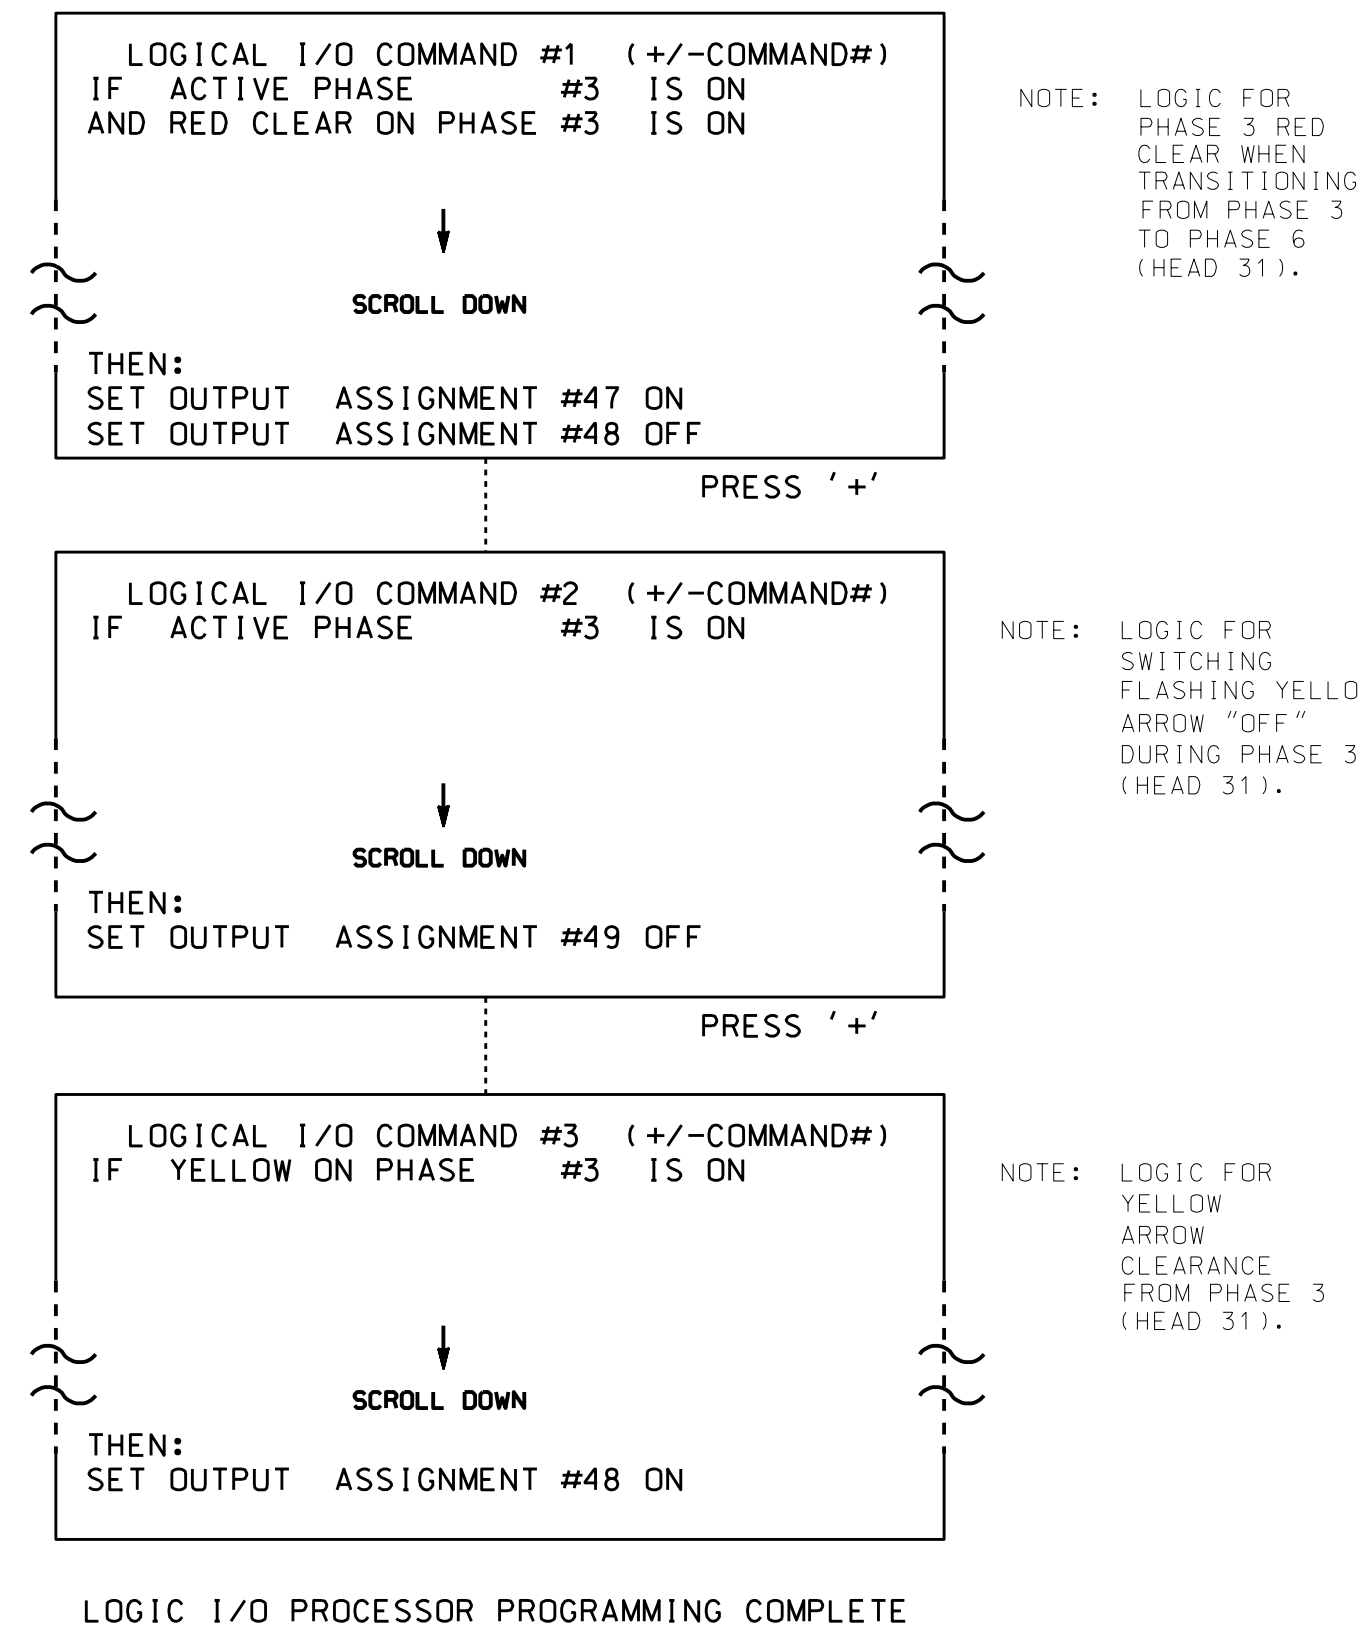 LOGICAL I/O COMMAND #1 (+/-COMMAND#)
IF ACTIVE PHASE #3 IS ON
AND RED CLEAR ON PHASE #3 IS ON
SCROLL DOWN
THEN:
SET OUTPUT ASSIGNMENT #47 ON
SET OUTPUT ASSIGNMENT #48 OFF
NOTE: LOGIC FOR
PHASE 3 RED
CLEAR WHEN
TRANSITIONING
FROM PHASE 3
TO PHASE 6
(HEAD 31).
PRESS '+'
LOGICAL I/O COMMAND #2 (+/-COMMAND#)
IF ACTIVE PHASE #3 IS ON
SCROLL DOWN
THEN:
SET OUTPUT ASSIGNMENT #49 OFF
NOTE: LOGIC FOR
SWITCHING
FLASHING YELLO
ARROW "OFF"
DURING PHASE 3
(HEAD 31).
PRESS '+'
LOGICAL I/O COMMAND #3 (+/-COMMAND#)
IF YELLOW ON PHASE #3 IS ON
SCROLL DOWN
THEN:
SET OUTPUT ASSIGNMENT #48 ON
NOTE: LOGIC FOR
YELLOW
ARROW
CLEARANCE
FROM PHASE 3
(HEAD 31).
LOGIC I/O PROCESSOR PROGRAMMING COMPLETE